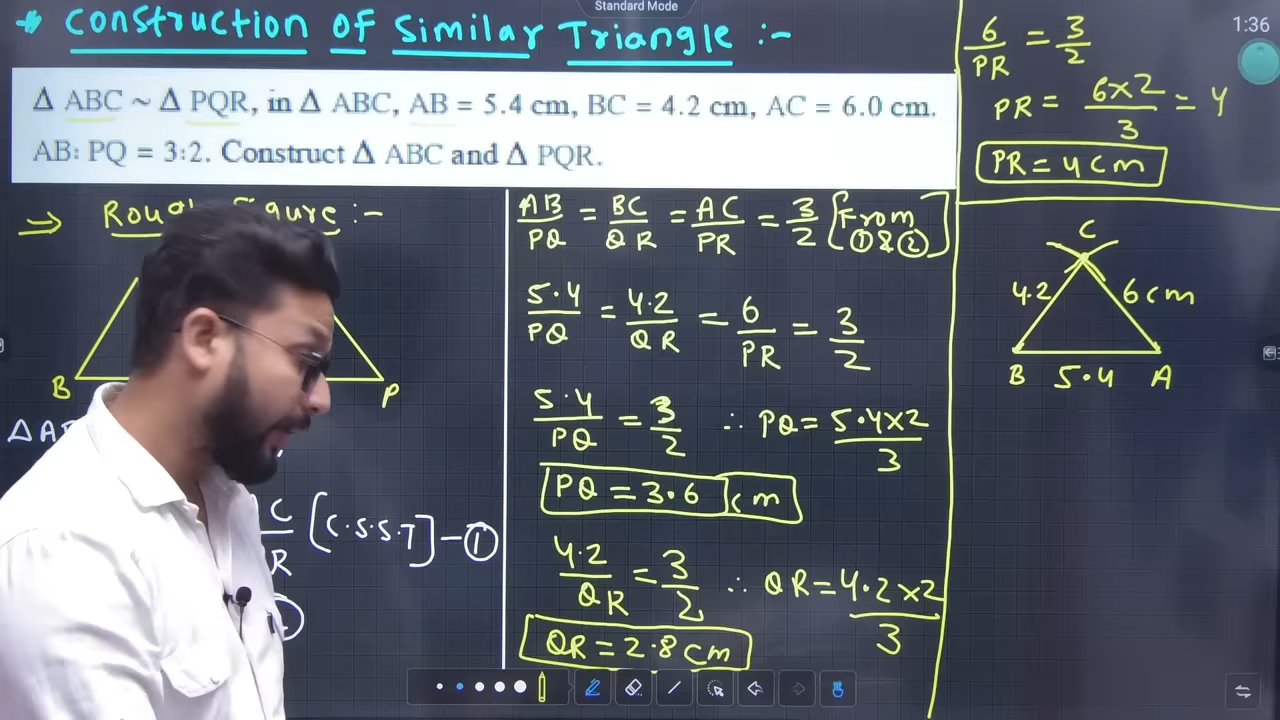 Standard Mode
1:36
* Construction of Similar Triangle :-
Δ ABC ~ Δ PQR, in Δ ABC, AB = 5.4 cm, BC = 4.2 cm, AC = 6.0 cm.
AB: PQ = 3:2. Construct Δ ABC and Δ PQR.
⇒
B
P
C/R [C.S.S.T] - ①
AB/PQ = BC/QR = AC/PR = 3/2 [From ① & ②]
5.4/PQ = 4.2/QR = 6/PR = 3/2
5.4/PQ = 3/2 ∴ PQ = 5.4×2/3
PQ = 3.6 cm
4.2/QR = 3/2 ∴ QR = 4.2×2/3
QR = 2.8 cm
6/PR = 3/2
PR = 6×2/3 = 4
PR = 4 cm
C
4.2 6 cm
B 5.4 A